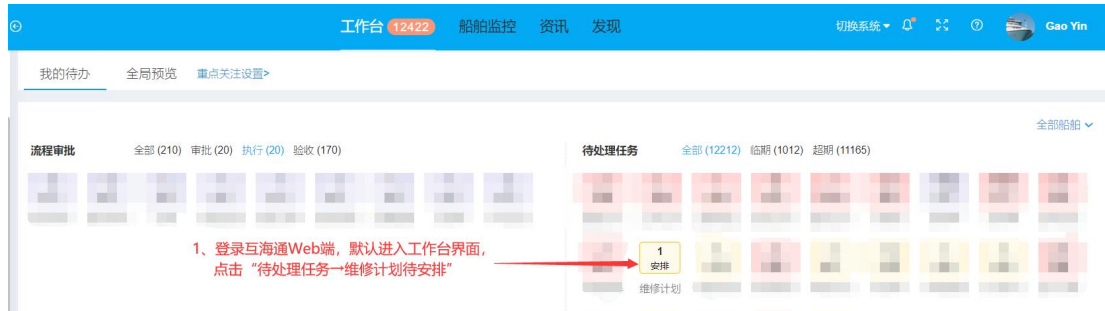 工作台 12422 船舶监控 资讯 发现 切换系统 Gao Yin
我的待办 全局预览 重点关注设置>
全部船舶
流程审批 全部 (210) 审批 (20) 执行 (20) 验收 (170)
待处理任务 全部 (12212) 临期 (1012) 超期 (11165)
1、登录互海通Web端，默认进入工作台界面，
点击“待处理任务→维修计划待安排”
1
安排
维修计划